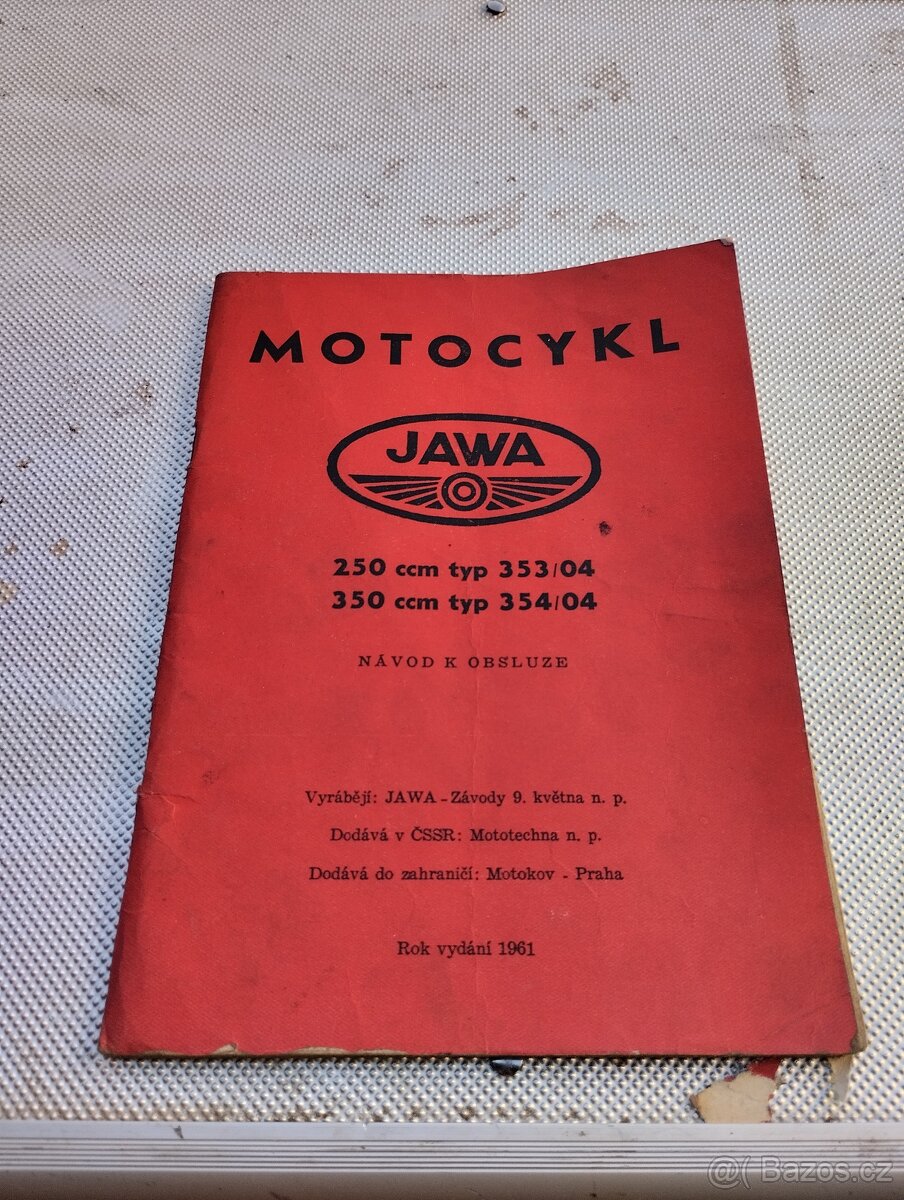 MOTOCYKL
JAWA
250 ccm typ 353/04
350 ccm typ 354/04
NÁVOD K OBSLUZE
Vyrábějí: JAWA - Závody 9. května n. p.
Dodává v ČSSR: Mototechna n. p.
Dodává do zahraničí: Motokov - Praha
Rok vydání 1961
@( Bazos.cz